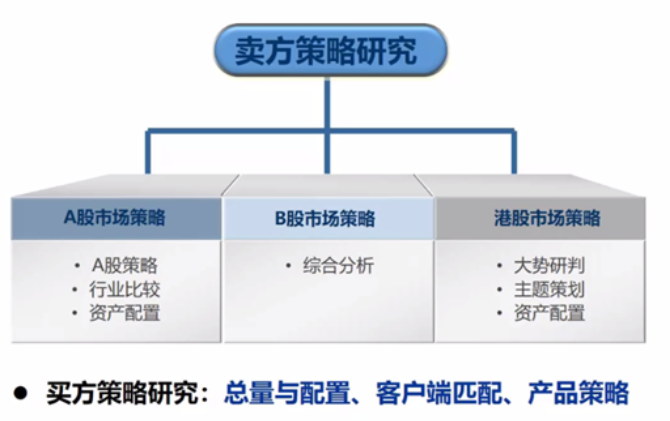 卖方策略研究
A股市场策略
B股市场策略
港股市场策略
• A股策略
• 行业比较
• 资产配置
• 综合分析
• 大势研判
• 主题策划
• 资产配置
● 买方策略研究：总量与配置、客户端匹配、产品策略